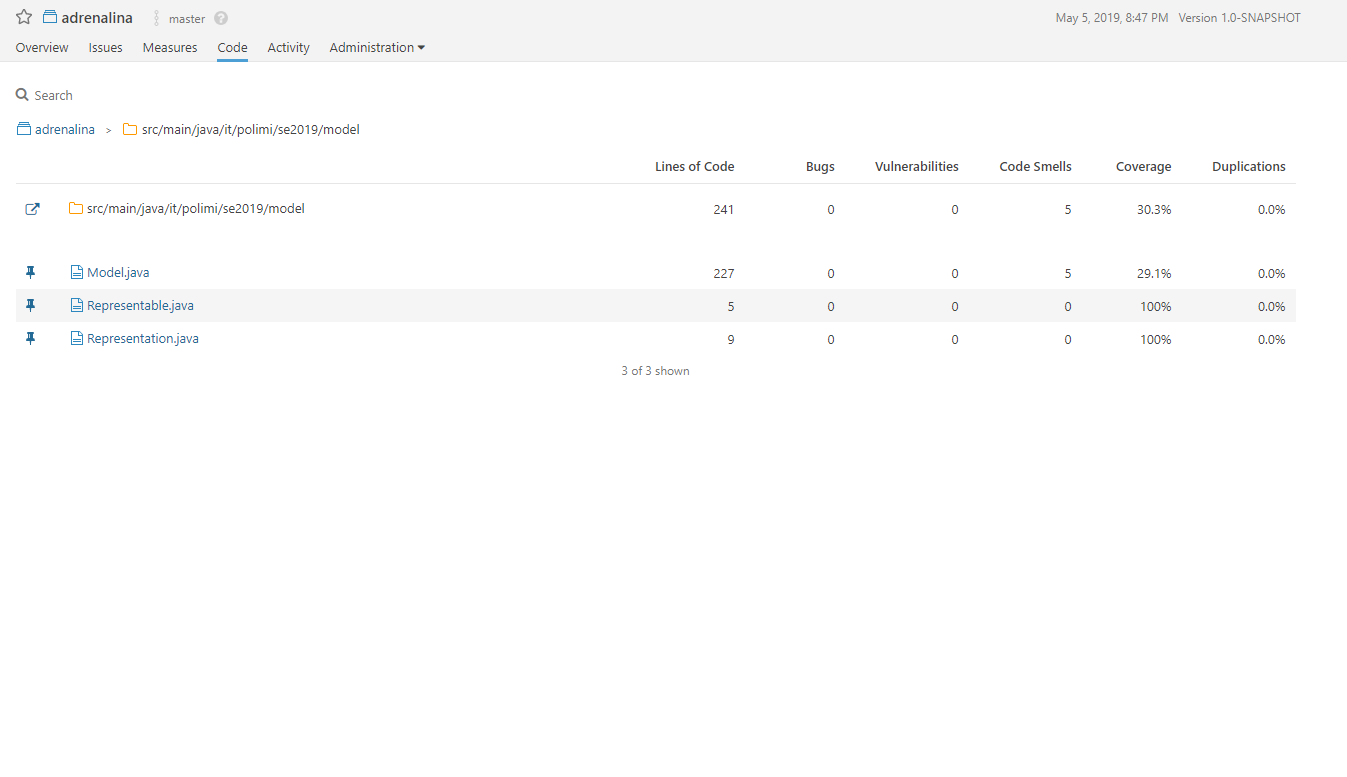 adrenalina master ? May 5, 2019, 8:47 PM Version 1.0-SNAPSHOT
Overview Issues Measures Code Activity Administration
Search
adrenalina > src/main/java/it/polimi/se2019/model
Lines of Code Bugs Vulnerabilities Code Smells Coverage Duplications
src/main/java/it/polimi/se2019/model 241 0 0 5 30.3% 0.0%
Model.java 227 0 0 5 29.1% 0.0%
Representable.java 5 0 0 0 100% 0.0%
Representation.java 9 0 0 0 100% 0.0%
3 of 3 shown